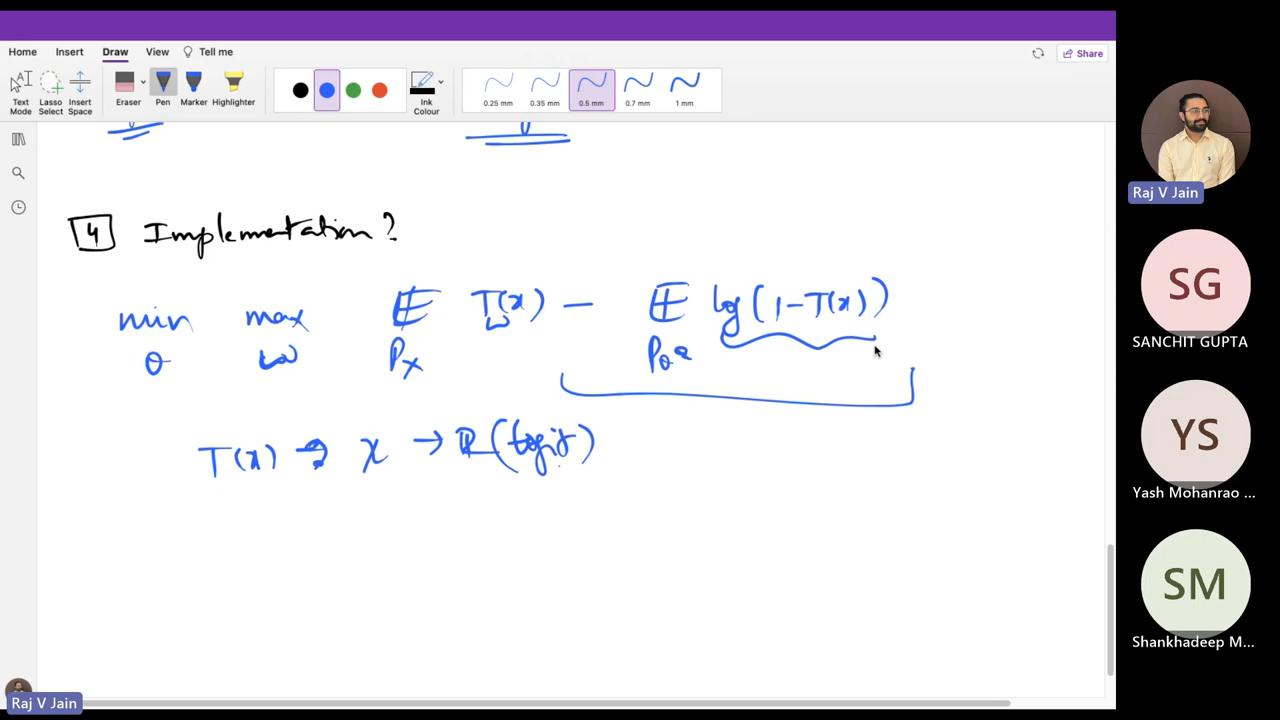 Home Insert Draw View Tell me
Share
Text Mode Lasso Select Insert Space Eraser Pen Marker Highlighter Ink Colour 0.25 mm 0.35 mm 0.5 mm 0.7 mm 1 mm
4 Implementation?
min max E T(x) - E log(1-T(x))
θ ω P_X ω P_θ
T(x) → x → R (logit)
Raj V Jain
SG
SANCHIT GUPTA
YS
Yash Mohanrao ...
SM
Shankhadeep M...
Raj V Jain